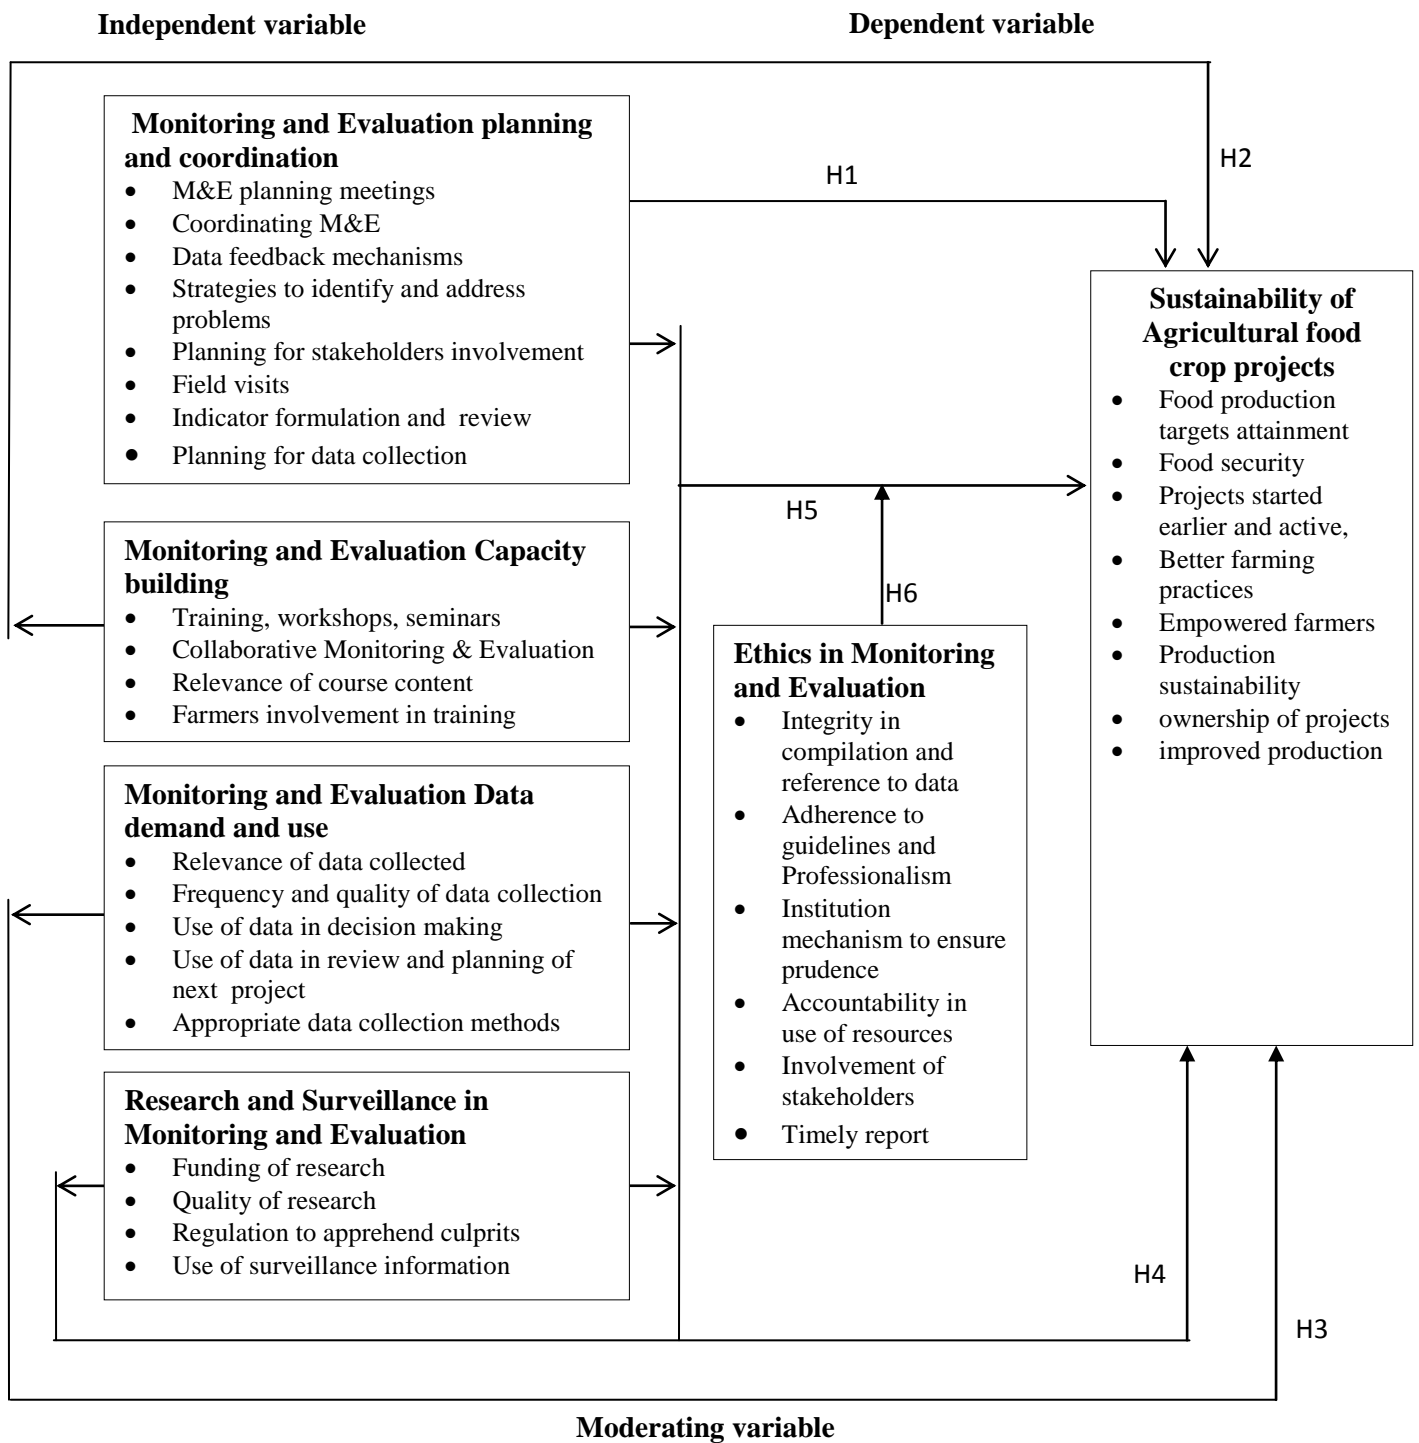 Independent variable
Dependent variable
Monitoring and Evaluation planning
and coordination
• M&E planning meetings
• Coordinating M&E
• Data feedback mechanisms
• Strategies to identify and address
problems
• Planning for stakeholders involvement
• Field visits
• Indicator formulation and review
• Planning for data collection
H1
H2
Sustainability of
Agricultural food
crop projects
• Food production
targets attainment
• Food security
• Projects started
earlier and active,
• Better farming
practices
• Empowered farmers
• Production
sustainability
• ownership of projects
• improved production
H5
H6
Monitoring and Evaluation Capacity
building
• Training, workshops, seminars
• Collaborative Monitoring & Evaluation
• Relevance of course content
• Farmers involvement in training
Ethics in Monitoring
and Evaluation
• Integrity in
compilation and
reference to data
• Adherence to
guidelines and
Professionalism
• Institution
mechanism to ensure
prudence
• Accountability in
use of resources
• Involvement of
stakeholders
• Timely report
Monitoring and Evaluation Data
demand and use
• Relevance of data collected
• Frequency and quality of data collection
• Use of data in decision making
• Use of data in review and planning of
next project
• Appropriate data collection methods
Research and Surveillance in
Monitoring and Evaluation
• Funding of research
• Quality of research
• Regulation to apprehend culprits
• Use of surveillance information
H4
H3
Moderating variable